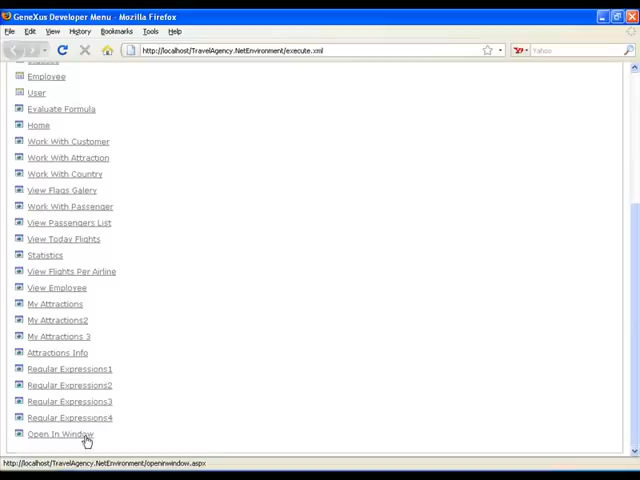 GeneXus Developer Menu - Mozilla Firefox
File Edit View History Bookmarks Tools Help
http://localhost/TravelAgency.NetEnvironment/execute.xml Yahoo
Employee
User
Evaluate Formula
Home
Work With Customer
Work With Attraction
Work With Country
View Flags Galery
Work With Passenger
View Passengers List
View Today Flights
Statistics
View Flights Per Airline
View Employee
My Attractions
My Attractions2
My Attractions 3
Attractions Info
Regular Expressions1
Regular Expressions2
Regular Expressions3
Regular Expressions4
Open In Window
http://localhost/TravelAgency.NetEnvironment/openinwindow.aspx